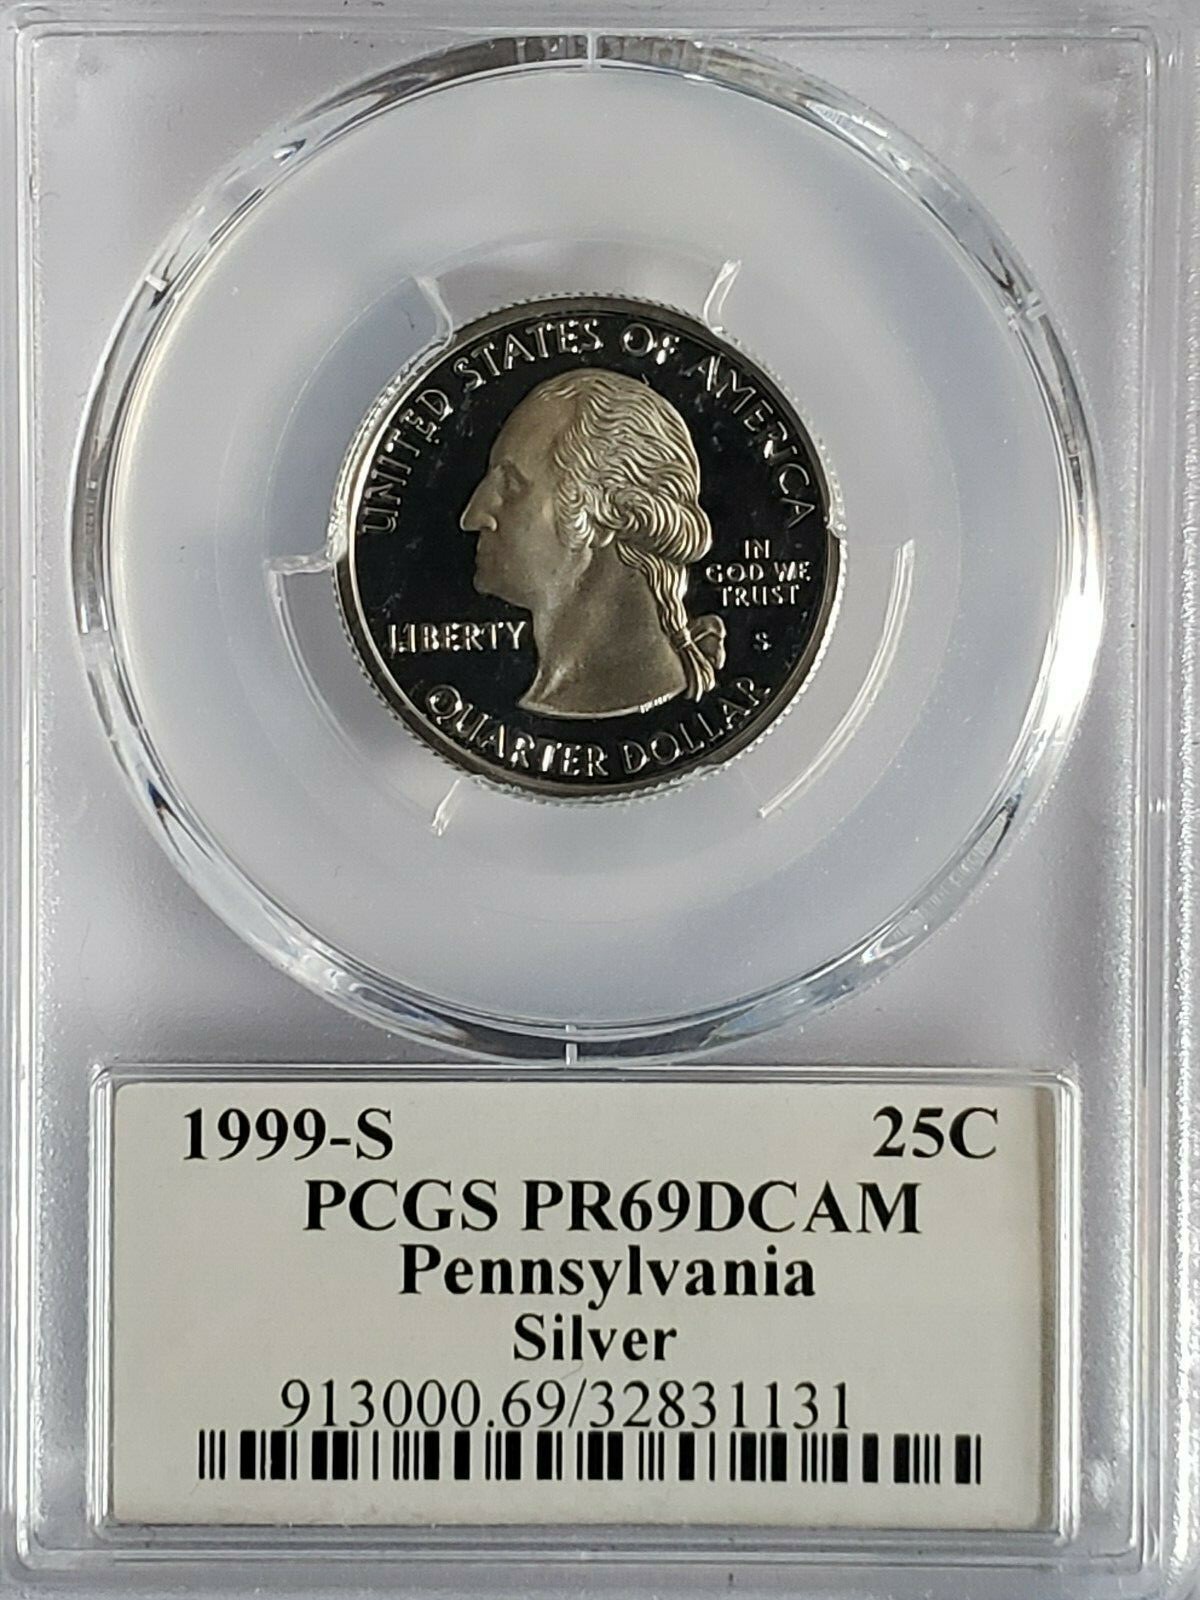 UNITED STATES OF AMERICA
IN
GOD WE
TRUST
LIBERTY
S
QUARTER DOLLAR
1999-S 25C
PCGS PR69DCAM
Pennsylvania
Silver
913000.69/32831131